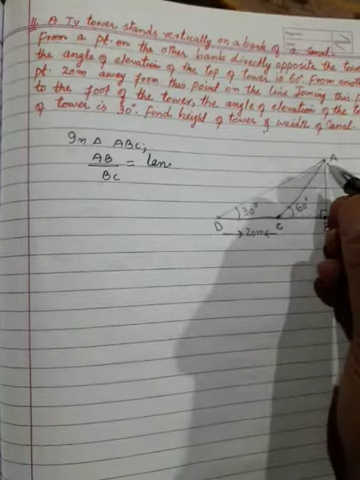 11. A TV tower stands vertically on a bank of a canal.
From a pt. on the other bank directly opposite the tower
the angle of elevation of the top of tower is 60°. From
pt. 20m away from this point on the line Joining this
to the foot of the tower, the angle of elevation of the
of tower is 30°. Find height of tower & width of canal
In Δ ABC,
AB
BC
= tan
A
30°
60°
D
C
20m